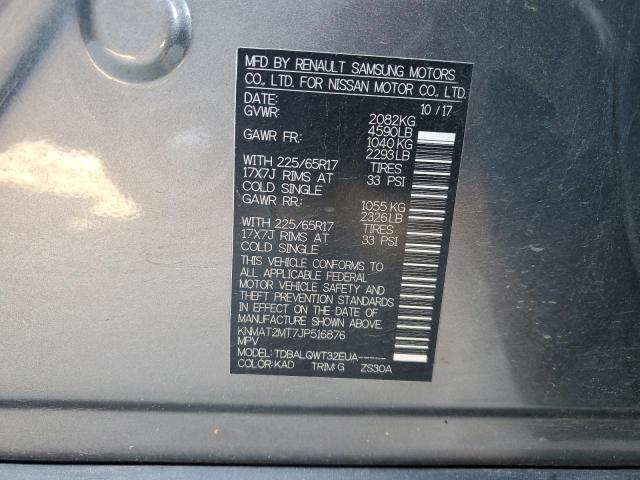 MFD BY RENAULT SAMSUNG MOTORS
CO., LTD. FOR NISSAN MOTOR CO., LTD.
DATE: 10/17
GVWR: 2082KG
4590LB
GAWR FR: 1040KG
2293LB
WITH 225/65R17 TIRES
17X7J RIMS AT 33 PSI
COLD SINGLE
GAWR RR: 1055KG
2326LB
WITH 225/65R17 TIRES
17X7J RIMS AT 33 PSI
COLD SINGLE
THIS VEHICLE CONFORMS TO
ALL APPLICABLE FEDERAL
MOTOR VEHICLE SAFETY AND
THEFT PREVENTION STANDARDS
IN EFFECT ON THE DATE OF
MANUFACTURE SHOWN ABOVE.
KNMAT2MT7JP516876
MPV
MODEL: TDBALQWT32EUA------
COLOR: KAD TRIM: G ZS30A